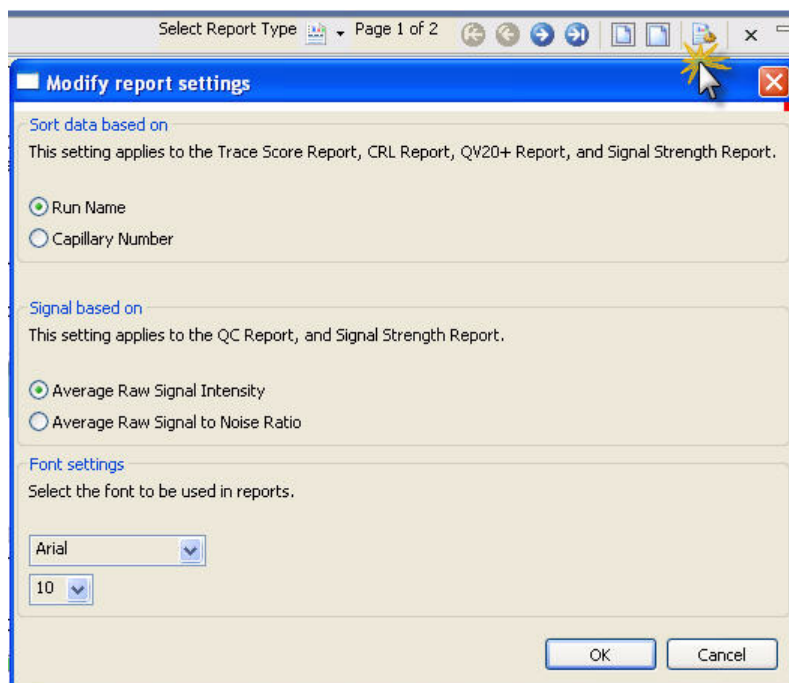 Select Report Type Page 1 of 2
Modify report settings
Sort data based on
This setting applies to the Trace Score Report, CRL Report, QV20+ Report, and Signal Strength Report.
Run Name
Capillary Number
Signal based on
This setting applies to the QC Report, and Signal Strength Report.
Average Raw Signal Intensity
Average Raw Signal to Noise Ratio
Font settings
Select the font to be used in reports.
Arial
10
OK Cancel